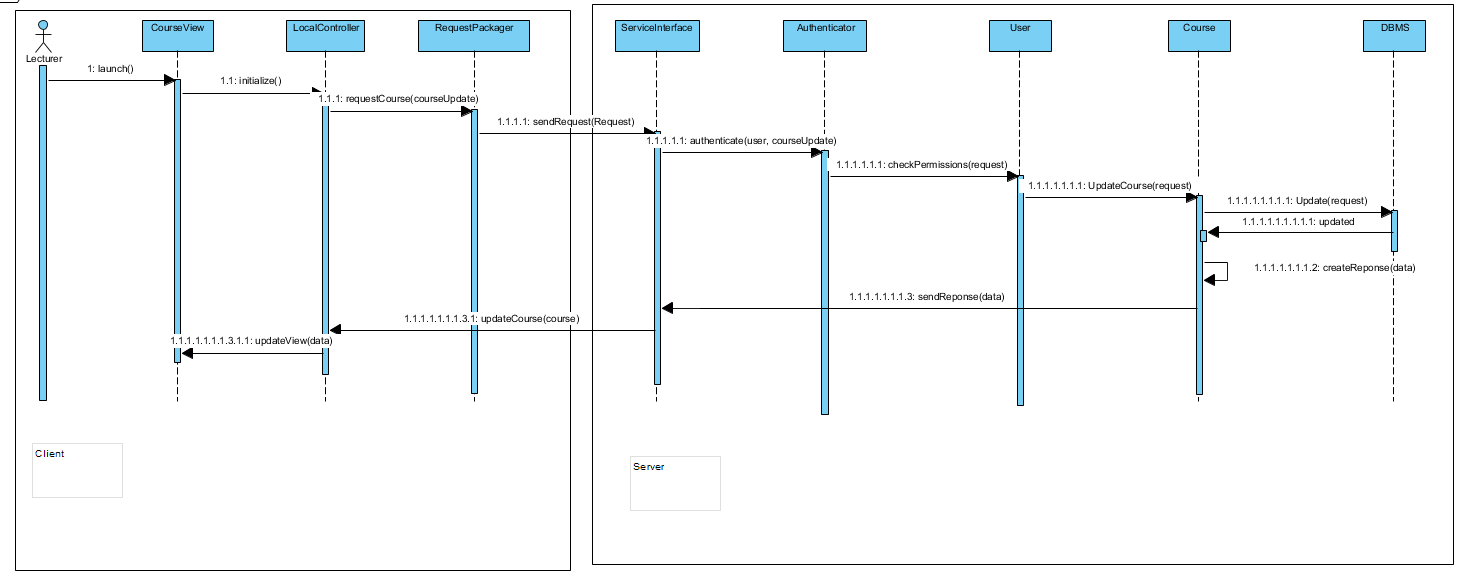 CourseView
LocalController
RequestPackager
ServiceInterface
Authenticator
User
Course
DBMS
Lecturer
1: launch()
1.1: initialize()
1.1.1: requestCourse(courseUpdate)
1.1.1.1: sendRequest(Request)
1.1.1.1.1: authenticate(user, courseUpdate)
1.1.1.1.1.1: checkPermissions(request)
1.1.1.1.1.1.1: UpdateCourse(request)
1.1.1.1.1.1.1.1: Update(request)
1.1.1.1.1.1.1.1.1: updated
1.1.1.1.1.1.1.2: createReponse(data)
1.1.1.1.1.1.1.3: sendReponse(data)
1.1.1.1.1.1.1.3.1: updateCourse(course)
1.1.1.1.1.1.1.3.1.1: updateView(data)
Client
Server